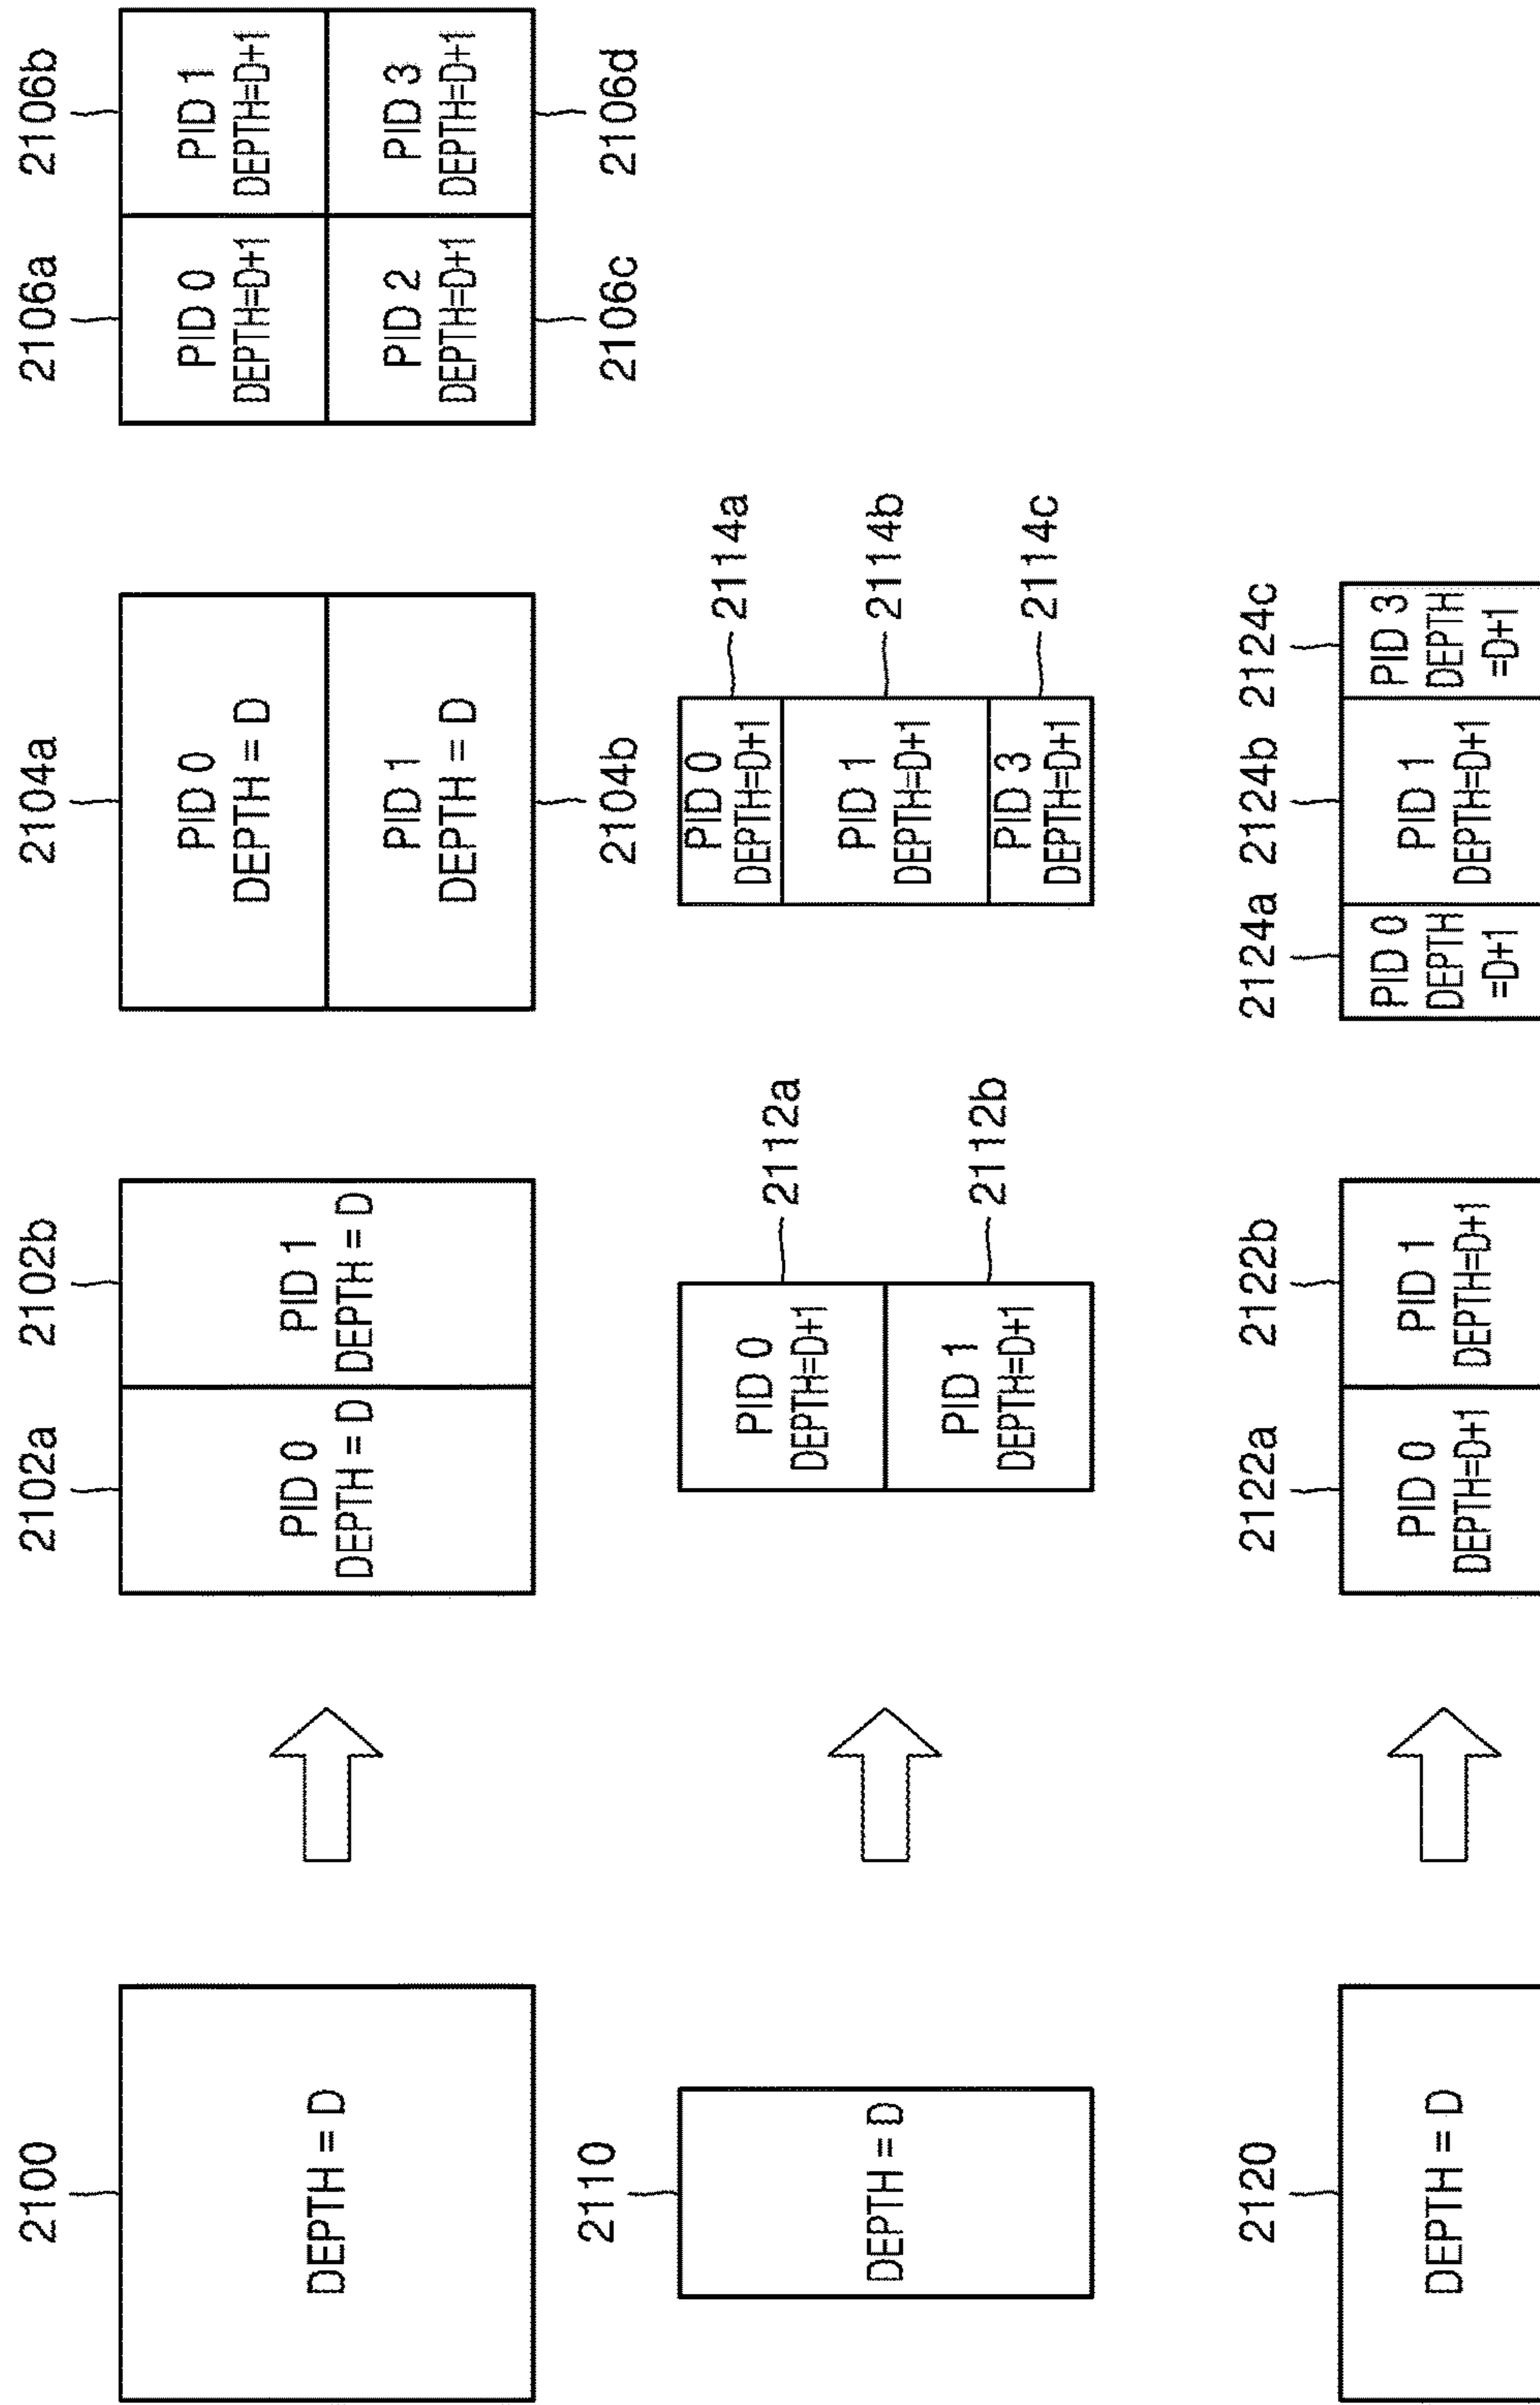 2100
DEPTH = D
2102a
2102b
PID 0
DEPTH = D
PID 1
DEPTH = D
2104a
PID 0
DEPTH = D
PID 1
DEPTH = D
2104b
2106a
2106b
PID 0
DEPTH=D+1
PID 1
DEPTH=D+1
PID 2
DEPTH=D+1
PID 3
DEPTH=D+1
2106c
2106d
2110
DEPTH = D
PID 0
DEPTH=D+1
2112a
PID 1
DEPTH=D+1
2112b
PID 0
DEPTH=D+1
2114a
PID 1
DEPTH=D+1
2114b
PID 3
DEPTH=D+1
2114c
2120
DEPTH = D
2122a
2122b
PID 0
DEPTH=D+1
PID 1
DEPTH=D+1
2124a
2124b
2124c
PID 0
DEPTH
=D+1
PID 1
DEPTH=D+1
PID 3
DEPTH
=D+1